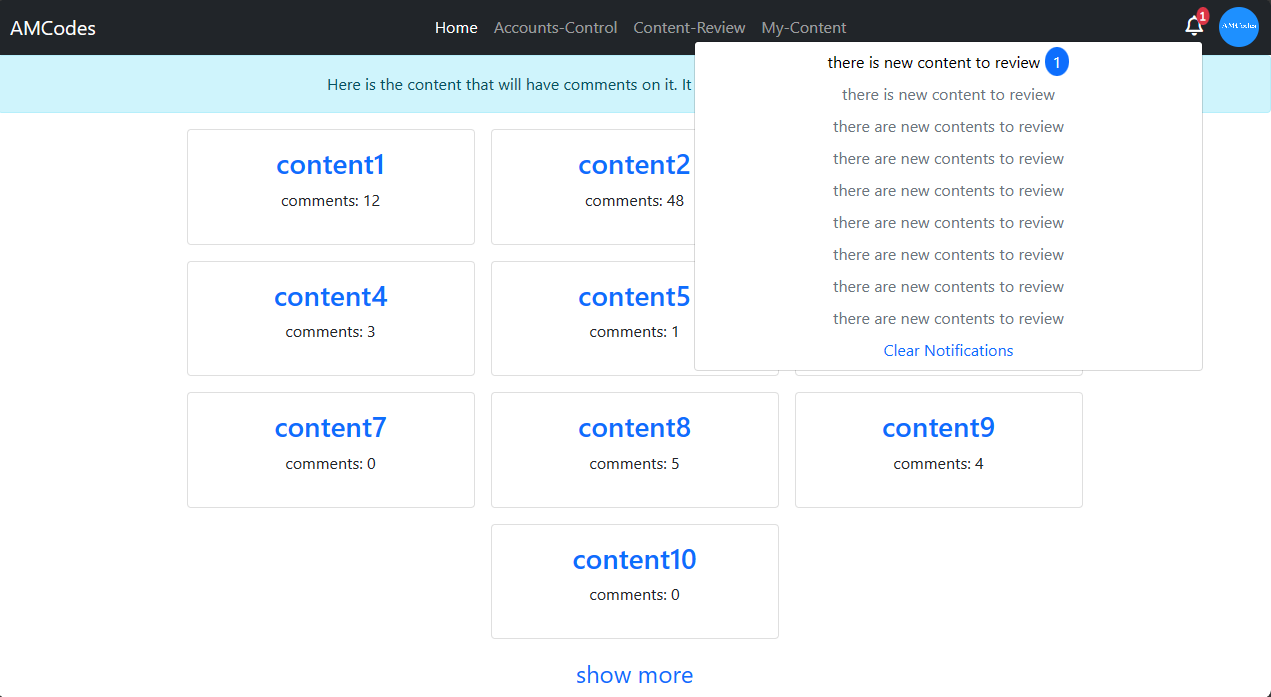 AMCodes
Home Accounts-Control Content-Review My-Content
1
AMCodes
there is new content to review 1
there is new content to review
there are new contents to review
there are new contents to review
there are new contents to review
there are new contents to review
there are new contents to review
there are new contents to review
there are new contents to review
Clear Notifications
Here is the content that will have comments on it. It
content1
comments: 12
content2
comments: 48
content4
comments: 3
content5
comments: 1
content7
comments: 0
content8
comments: 5
content9
comments: 4
content10
comments: 0
show more